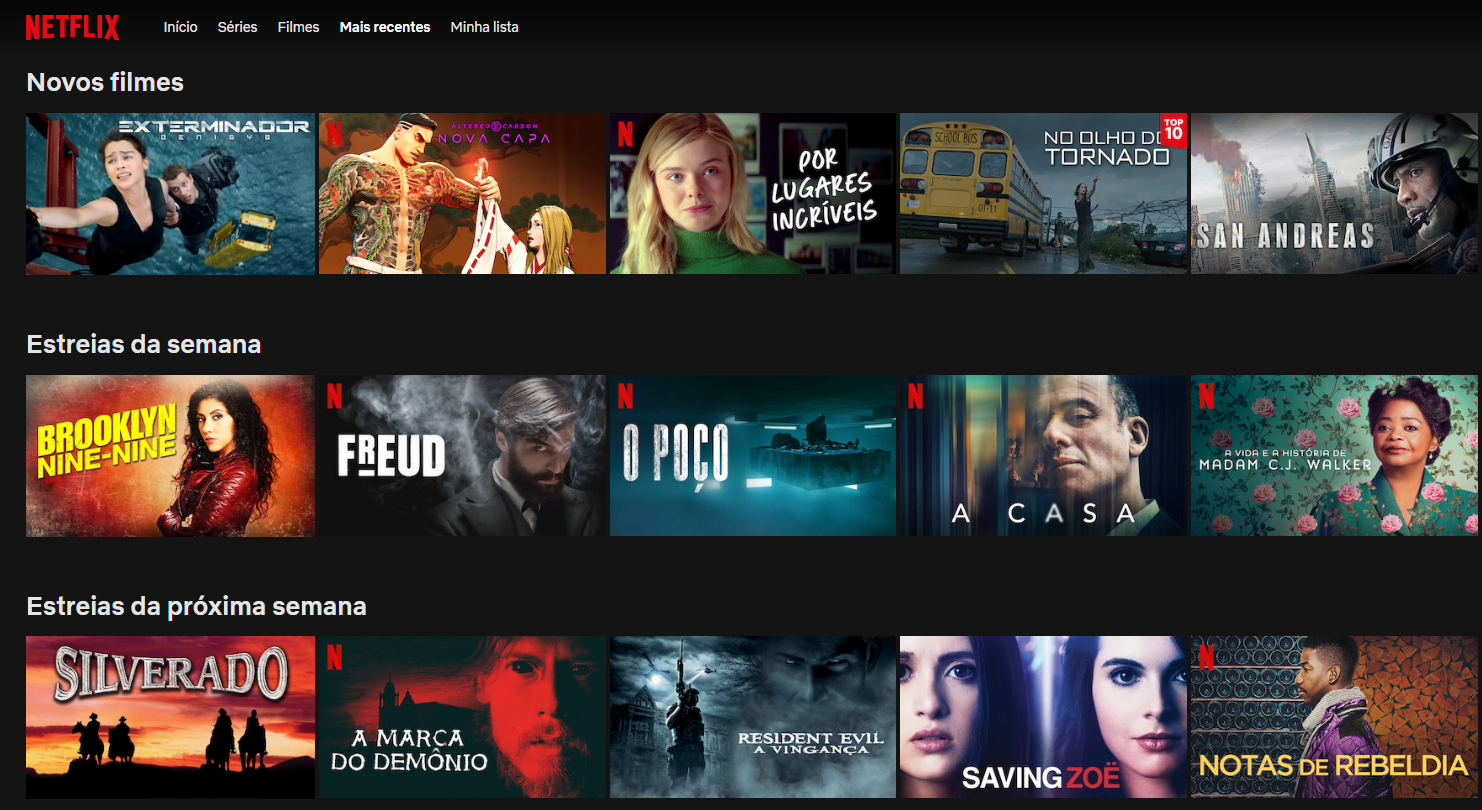 NETFLIX
Início Séries Filmes Mais recentes Minha lista
Novos filmes
EXTERMINADOR
GENISYS
N
ALTERED CARBON
NOVA CAPA
N
POR
LUGARES
INCRÍVEIS
SCHOOL BUS
01-11
NO OLHO DO
TORNADO
TOP
10
SAN ANDREAS
Estreias da semana
BROOKLYN
NINE-NINE
N
FREUD
N
O POÇO
N
A CASA
N
A VIDA E A HISTÓRIA DE
MADAM C.J. WALKER
Estreias da próxima semana
SILVERADO
N
A MARCA
DO DEMÔNIO
RESIDENT EVIL
A VINGANÇA
SAVING ZOË
N
NOTAS DE REBELDIA